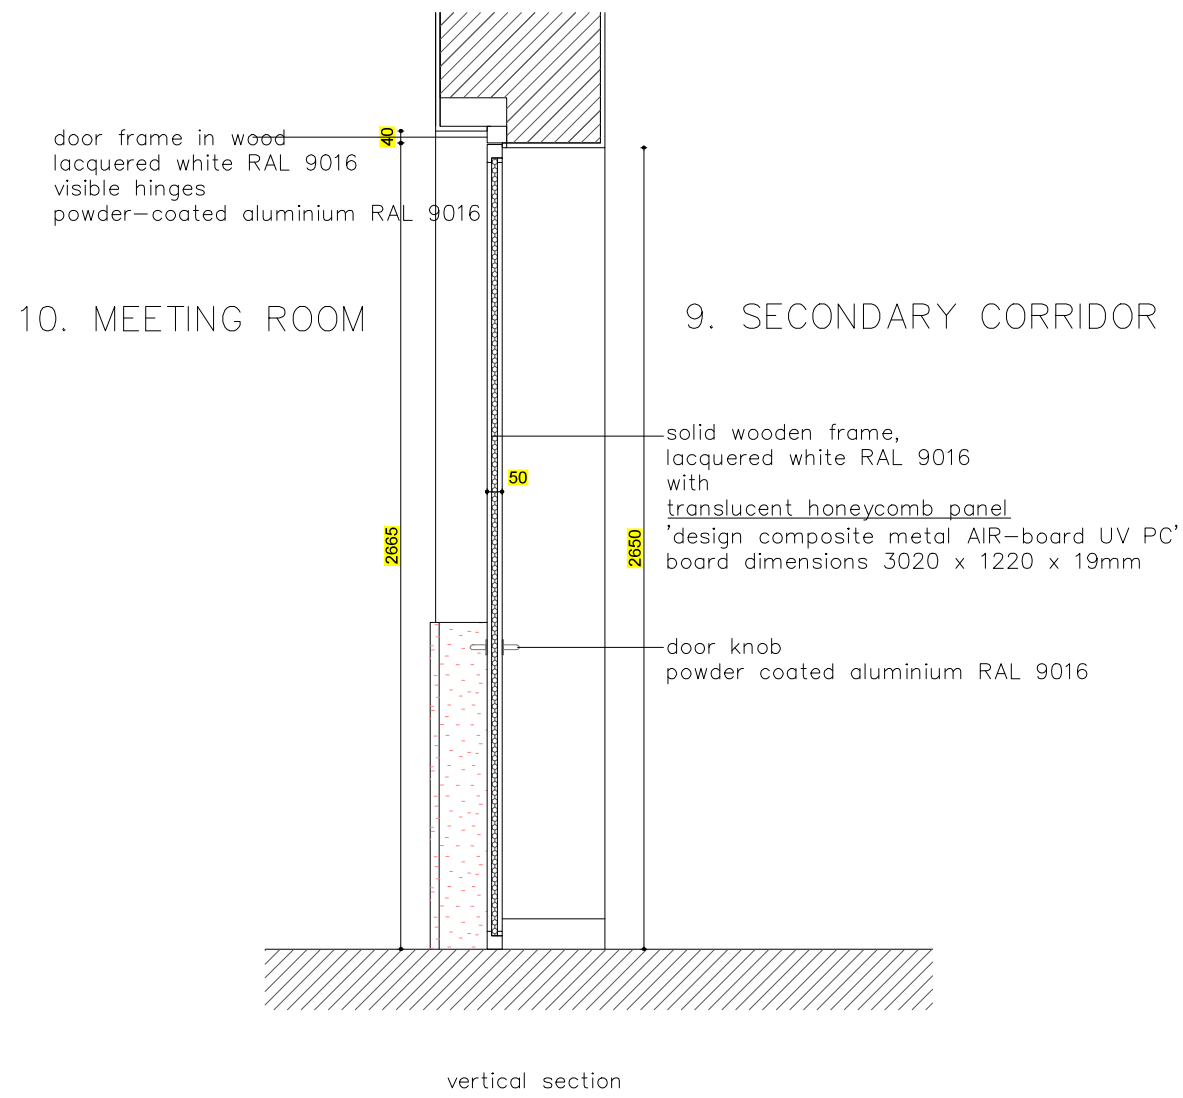 door frame in wood
lacquered white RAL 9016
visible hinges
powder-coated aluminium RAL 9016
40
10. MEETING ROOM
9. SECONDARY CORRIDOR
solid wooden frame,
lacquered white RAL 9016
with
translucent honeycomb panel
'design composite metal AIR-board UV PC'
board dimensions 3020 x 1220 x 19mm
50
2665
2650
door knob
powder coated aluminium RAL 9016
vertical section